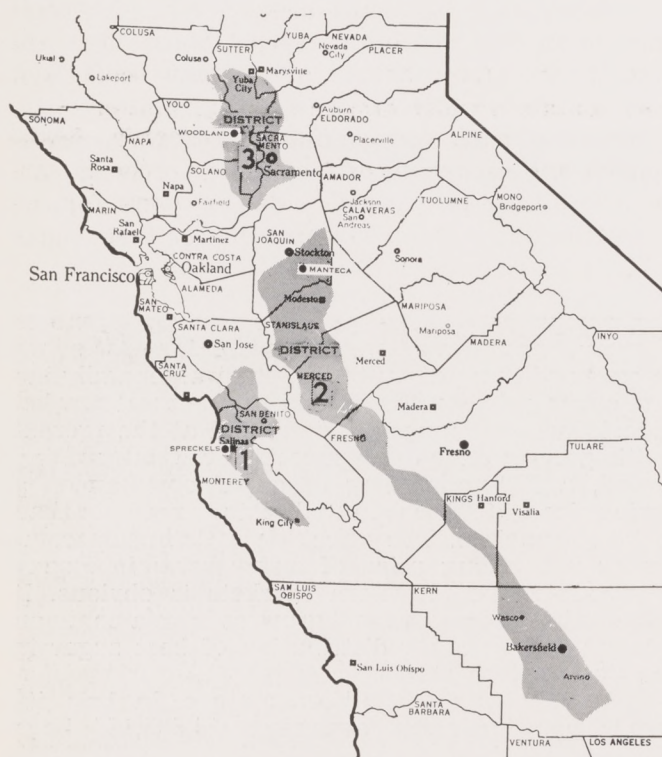 COLUSA
YUBA
NEVADA
Nevada
City
Ukial
Colusa
SUTTER
PLACER
Lakeport
Yuba
City
Marysville
YOLO
Auburn
ELDORADO
SONOMA
DISTRICT
WOODLAND
SACRA
MENTO
Placerville
ALPINE
NAPA
3
Santa
Rosa
SOLANO
Sacramento
AMADOR
Napa
Fairfield
Jackson
CALAVERAS
San
Andreas
TUOLUMNE
MONO
Bridgeport
MARIN
San
Rafael
Martinez
SAN
JOAQUIN
CONTRA COSTA
Stockton
Sonora
San Francisco
Oakland
MANTECA
ALAMEDA
SAN
MATEO
Modesto
MARIPOSA
SANTA CLARA
STANISLAUS
Mariposa
MADERA
INYO
San Jose
DISTRICT
Merced
SANTA
CRUZ
MERCED
2
Madera
SAN BENITO
DISTRICT
FRESNO
Salinas
SPRECKELS
1
Fresno
TULARE
MONTEREY
KINGS
Hanford
Visalia
King City
SAM LUIS
OBISPO
KERN
Wasco
Bakersfield
San Luis Obispo
Arvino
SANTA
BARBARA
VENTURA
LOS ANGELES